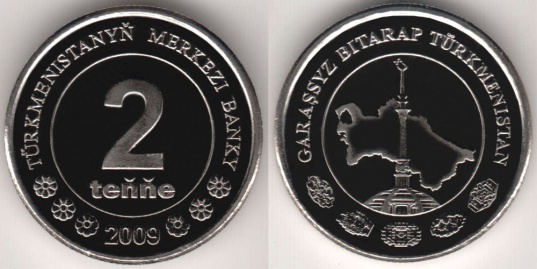 TÜRKMENISTANYŇ MERKEZI BANKY
2
teňňe
2009
GARAŞSYZ BITARAP TÜRKMENISTAN